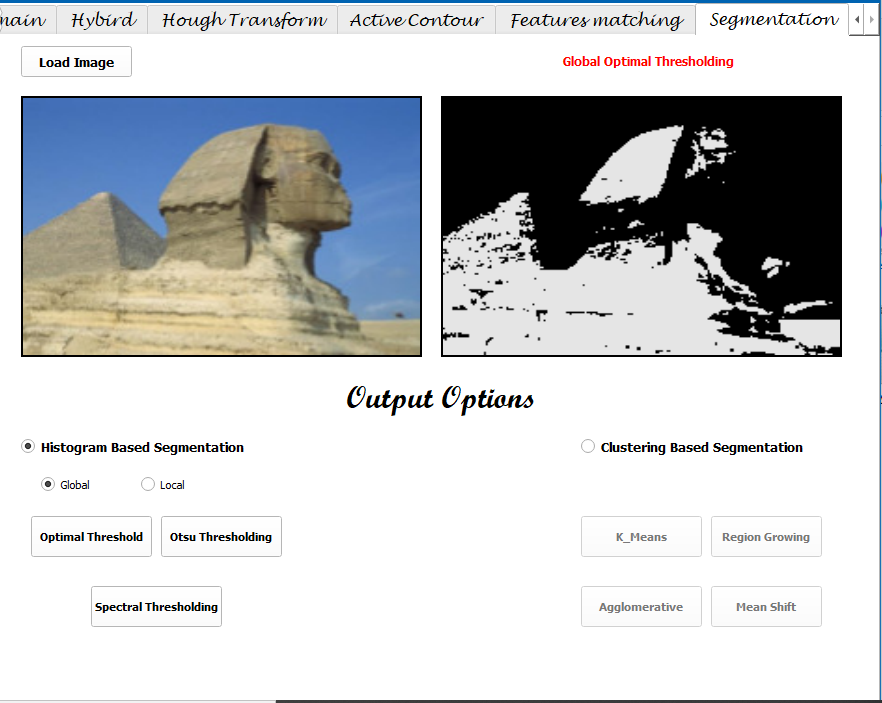 main Hybird Hough Transform Active Contour Features matching Segmentation
Load Image
Global Optimal Thresholding
Output Options
Histogram Based Segmentation
Clustering Based Segmentation
Global Local
Optimal Threshold Otsu Thresholding
K_Means Region Growing
Spectral Thresholding
Agglomerative Mean Shift